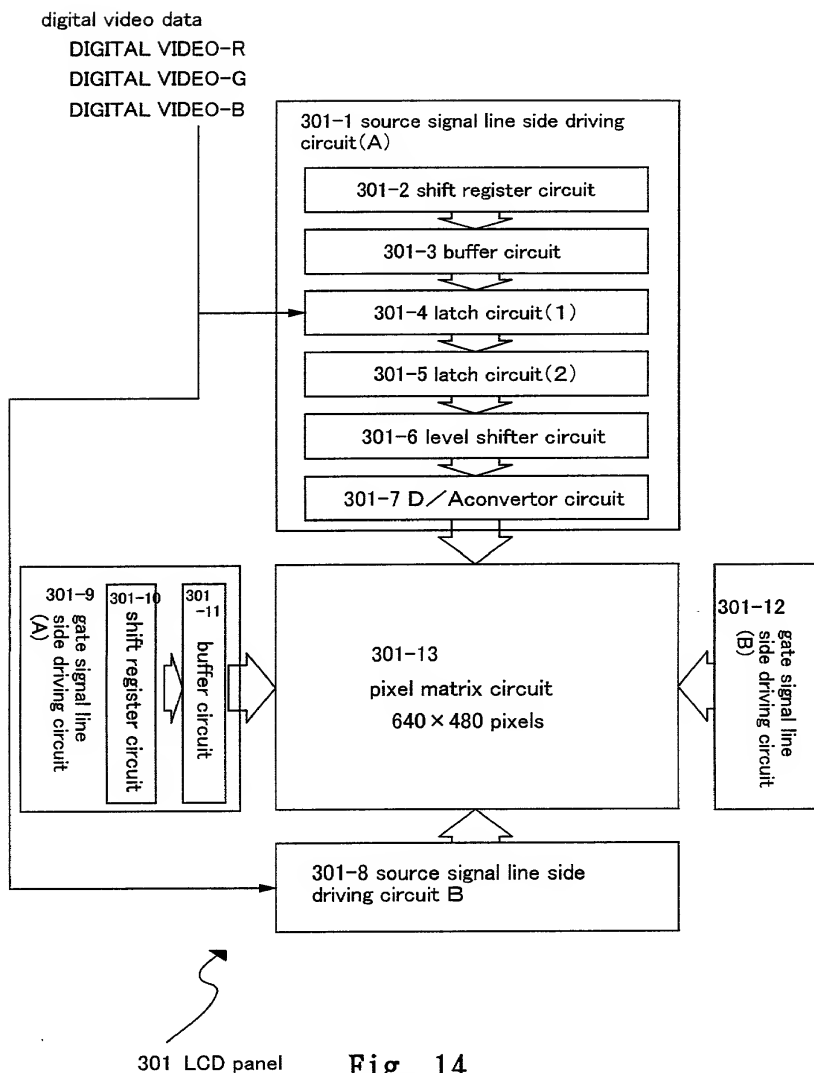 digital video data
DIGITAL VIDEO-R
DIGITAL VIDEO-G
DIGITAL VIDEO-B
301-1 source signal line side driving
circuit(A)
301-2 shift register circuit
301-3 buffer circuit
301-4 latch circuit(1)
301-5 latch circuit(2)
301-6 level shifter circuit
301-7 D／Aconvertor circuit
301-9
gate signal line
side driving circuit
(A)
301-10
shift register circuit
301
-11
buffer circuit
301-13
pixel matrix circuit
640×480 pixels
301-12
gate signal line
side driving circuit
(B)
301-8 source signal line side
driving circuit B
301 LCD panel
Fig. 14